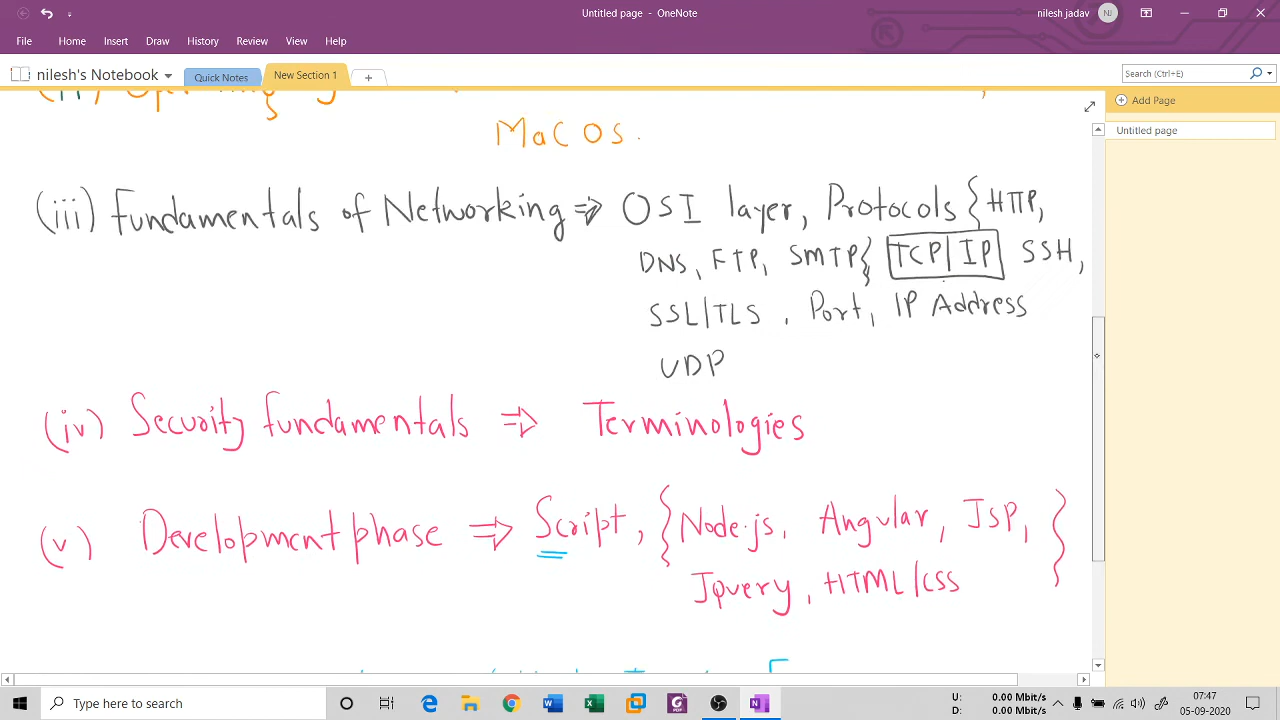 Untitled page - OneNote
nilesh jadav NJ
File Home Insert Draw History Review View Help
nilesh's Notebook Quick Notes New Section 1 + Search (Ctrl+E)
Add Page
Untitled page
MacOS.
(iii) Fundamentals of Networking ⇒ OSI layer, Protocols { HTTP,
DNS, FTP, SMTP} TCP|IP SSH,
SSL/TLS, Port, IP Address
UDP
(iv) Security fundamentals ⇒ Terminologies
(v) Development phase ⇒ Script, { Node.js, Angular, JSP, }
Jquery, HTML/CSS
Type here to search
U: 0.00 Mbit/s
D: 0.00 Mbit/s
07:47
05-09-2020